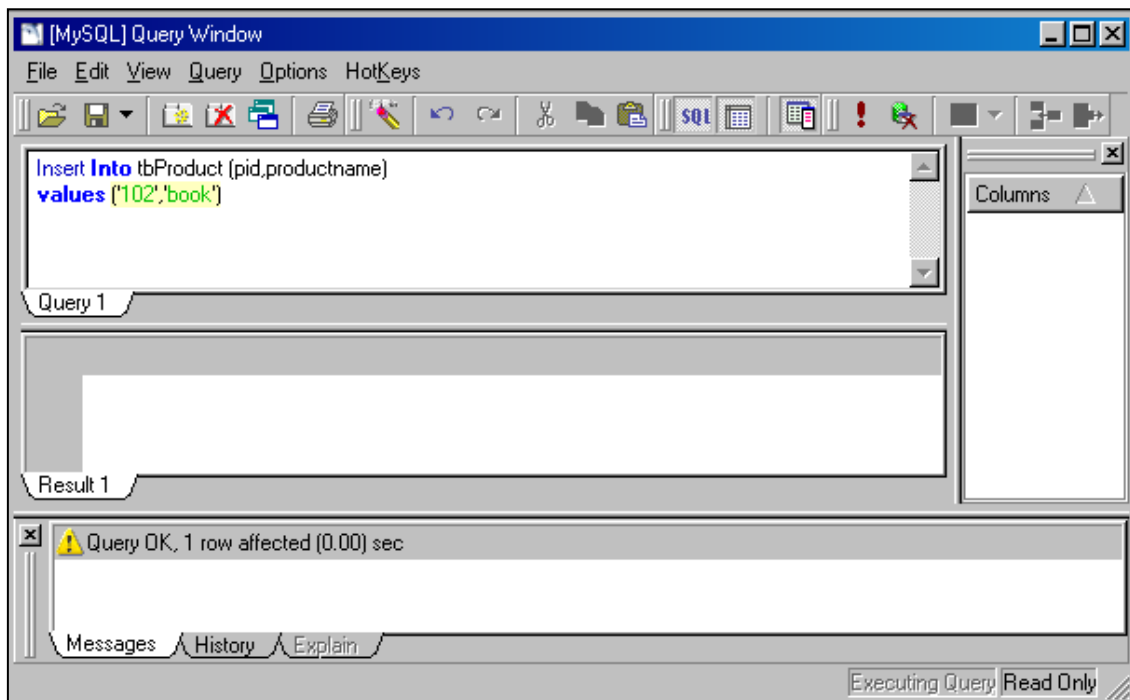 [MySQL] Query Window
File Edit View Query Options HotKeys
SQL
Insert Into tbProduct (pid,productname)
values ('102','book')
Query 1
Columns
Result 1
Query OK, 1 row affected (0.00) sec
Messages History Explain
Executing Query Read Only